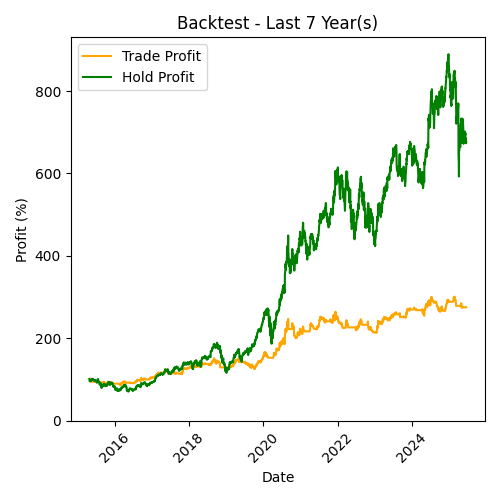 Backtest - Last 7 Year(s)
Trade Profit
Hold Profit
Profit (%)
800
600
400
200
0
2016
2018
2020
2022
2024
Date